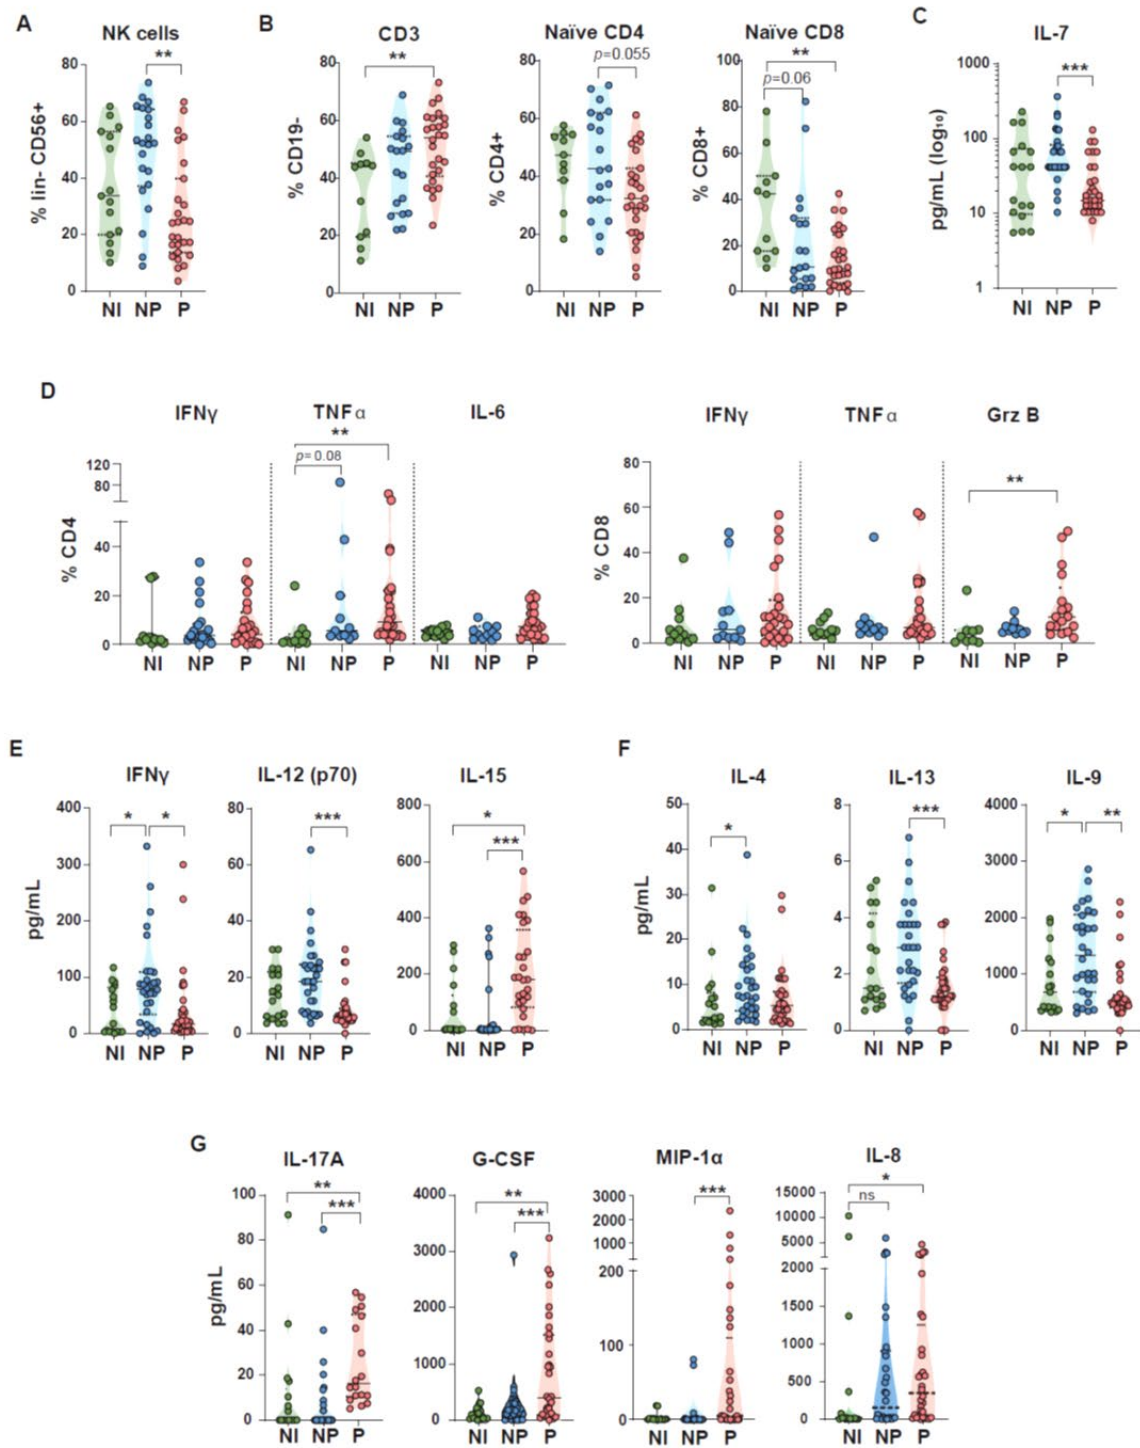 A
NK cells
**
% lin- CD56+
80
60
40
20
0
NI NP P
B
CD3
**
% CD19-
80
60
40
20
0
NI NP P
Naïve CD4
p=0.055
% CD4+
80
60
40
20
0
NI NP P
Naïve CD8
**
p=0.06
% CD8+
100
80
60
40
20
0
NI NP P
C
IL-7
***
pg/mL (log₁₀)
1000
100
10
1
NI NP P
D
IFNγ TNFα IL-6
**
p= 0.08
% CD4
120
80
40
20
0
NI NP P NI NP P NI NP P
IFNγ TNFα Grz B
**
% CD8
80
60
40
20
0
NI NP P NI NP P NI NP P
E
IFNγ
* *
pg/mL
400
300
200
100
0
NI NP P
IL-12 (p70)
***
80
60
40
20
0
NI NP P
IL-15
*
***
800
600
400
200
0
NI NP P
F
IL-4
*
pg/mL
50
40
30
20
10
0
NI NP P
IL-13
***
8
6
4
2
0
NI NP P
IL-9
* **
4000
3000
2000
1000
0
NI NP P
G
IL-17A
**
***
pg/mL
100
80
60
40
20
0
NI NP P
G-CSF
**
***
4000
3000
2000
1000
0
NI NP P
MIP-1α
***
3000
2000
1000
200
100
0
NI NP P
IL-8
*
ns
15000
10000
5000
2000
1500
1000
500
0
NI NP P